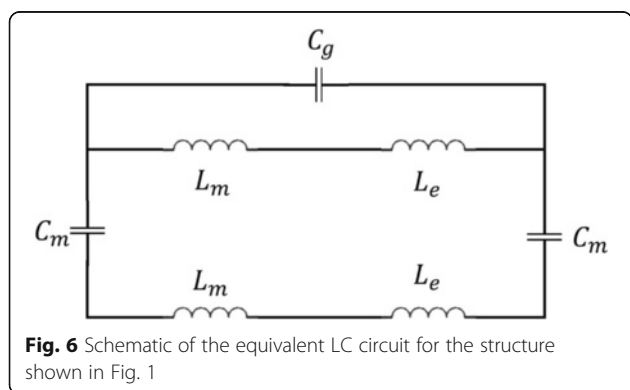 C_g
L_m L_e
C_m C_m
L_m L_e
Fig. 6 Schematic of the equivalent LC circuit for the structure
shown in Fig. 1